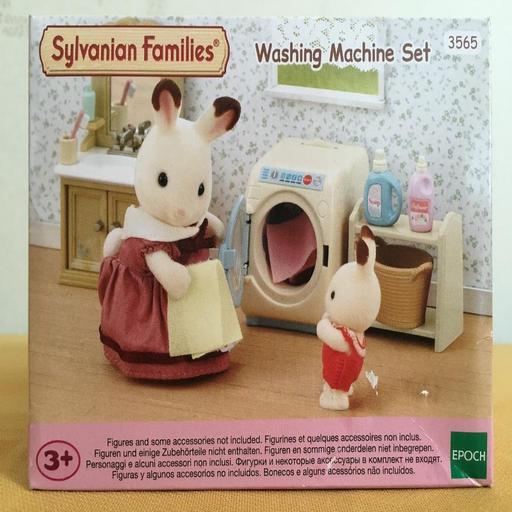 Sylvanian Families®
Washing Machine Set
3565
3+
Figures and some accessories not included. Figurines et quelques accessoires non inclus.
Figuren und einige Zubehörteile nicht enthalten. Figuren en sommige onderdelen niet inbegrepen.
Personaggi e alcuni accessori non inclusi. Фигурки и некоторые аксессуары в комплект не входят.
Figuras y algunos accesorios no incluidos. Bonecos e alguns acessórios não incluídos.
EPOCH